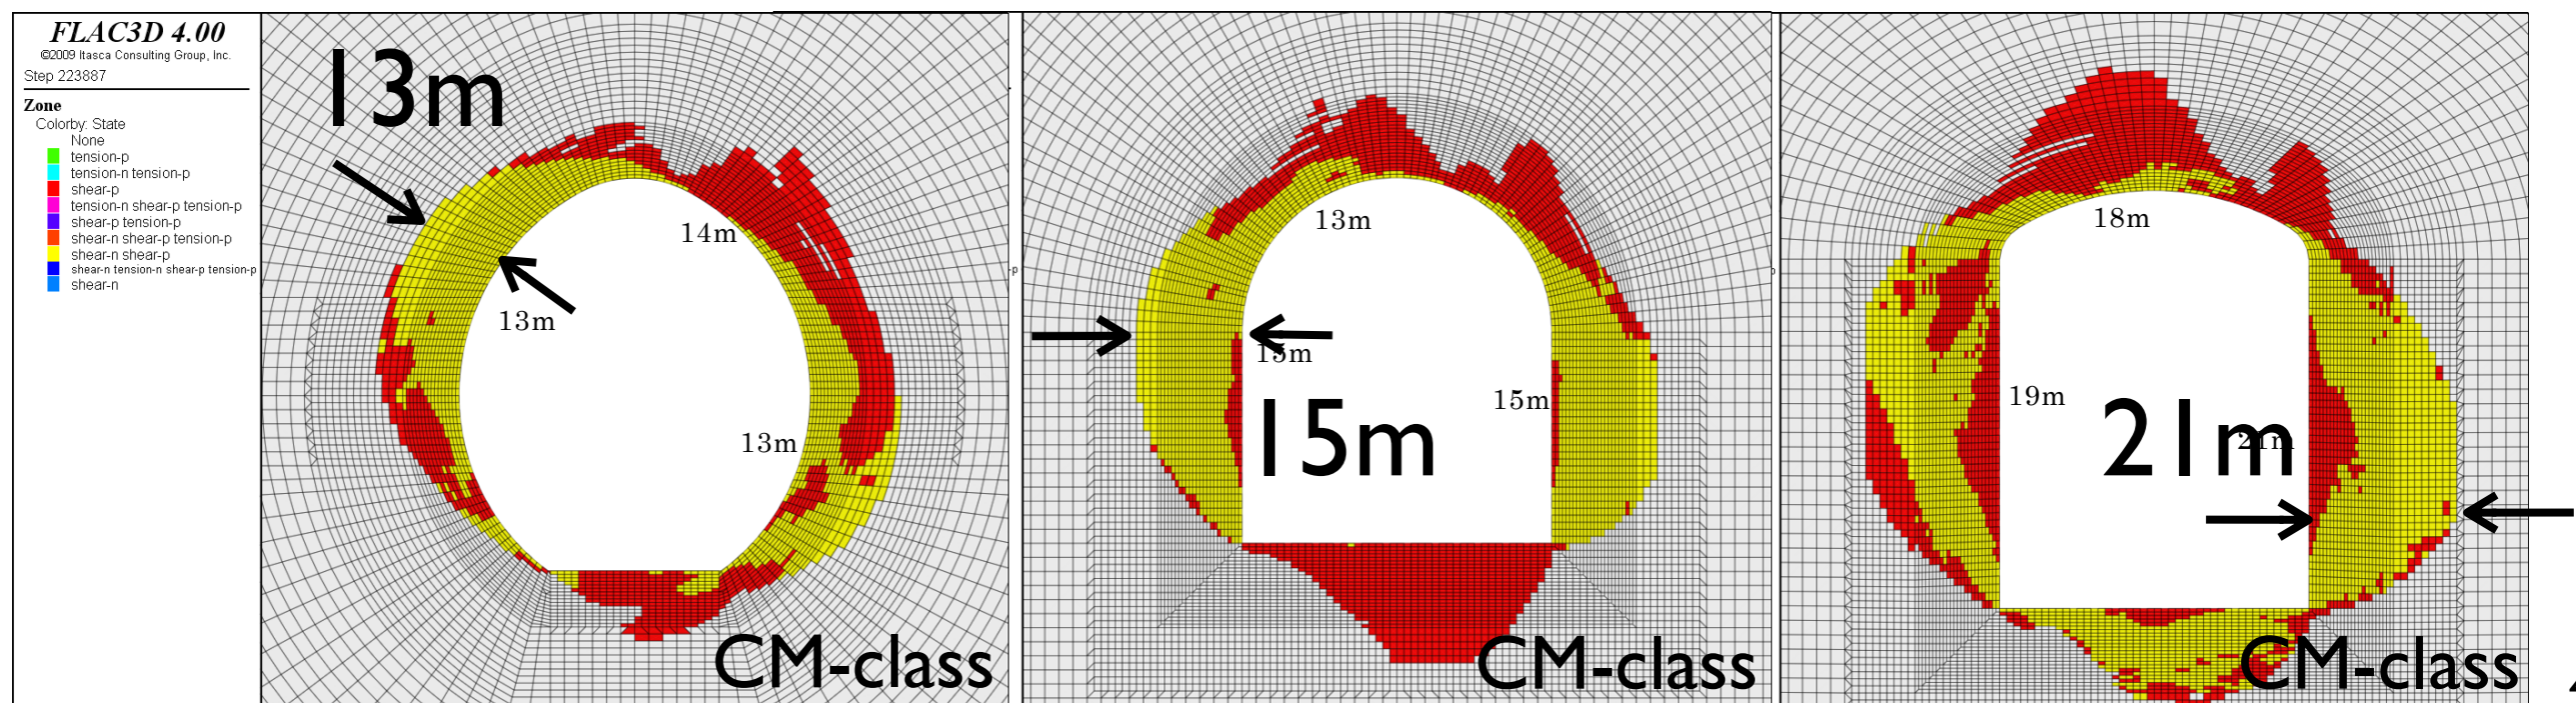 FLAC3D 4.00
©2009 Itasca Consulting Group, Inc.
Step 223887
Zone
Colorby: State
None
tension-p
tension-n tension-p
shear-p
tension-n shear-p tension-p
shear-p tension-p
shear-n shear-p tension-p
shear-n shear-p
shear-n tension-n shear-p tension-p
shear-n
13m
14m
13m
13m
CM-class
-p
13m
15m
15m
15m
CM-class
18m
19m
21m
21m
CM-class